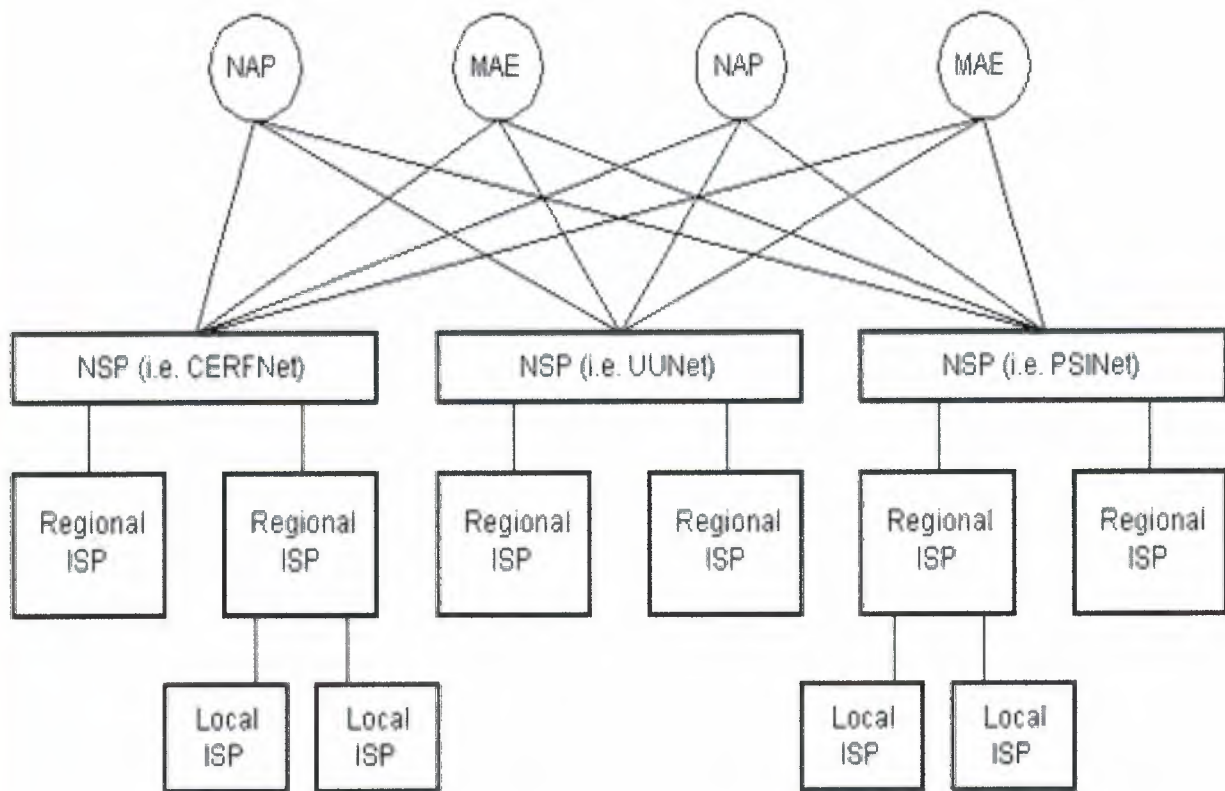 NAP
MAE
NAP
MAE
NSP (i.e. CERFNet)
NSP (i.e. UUNet)
NSP (i.e. PSINet)
Regional
ISP
Regional
ISP
Regional
ISP
Regional
ISP
Regional
ISP
Regional
ISP
Local
ISP
Local
ISP
Local
ISP
Local
ISP